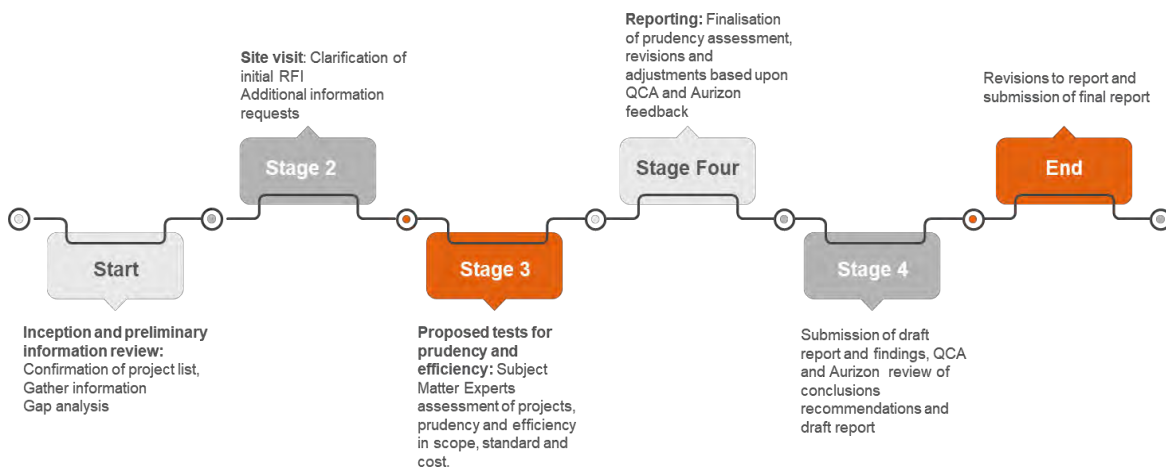 Inception and preliminary
information review:
Confirmation of project list,
Gather information
Gap analysis
Start
Site visit: Clarification of
initial RFI
Additional information
requests
Stage 2
Stage 3
Proposed tests for
prudency and
efficiency: Subject
Matter Experts
assessment of projects,
prudency and efficiency
in scope, standard and
cost.
Reporting: Finalisation
of prudency assessment,
revisions and
adjustments based upon
QCA and Aurizon
feedback
Stage Four
Stage 4
Submission of draft
report and findings, QCA
and Aurizon review of
conclusions
recommendations and
draft report
Revisions to report and
submission of final report
End